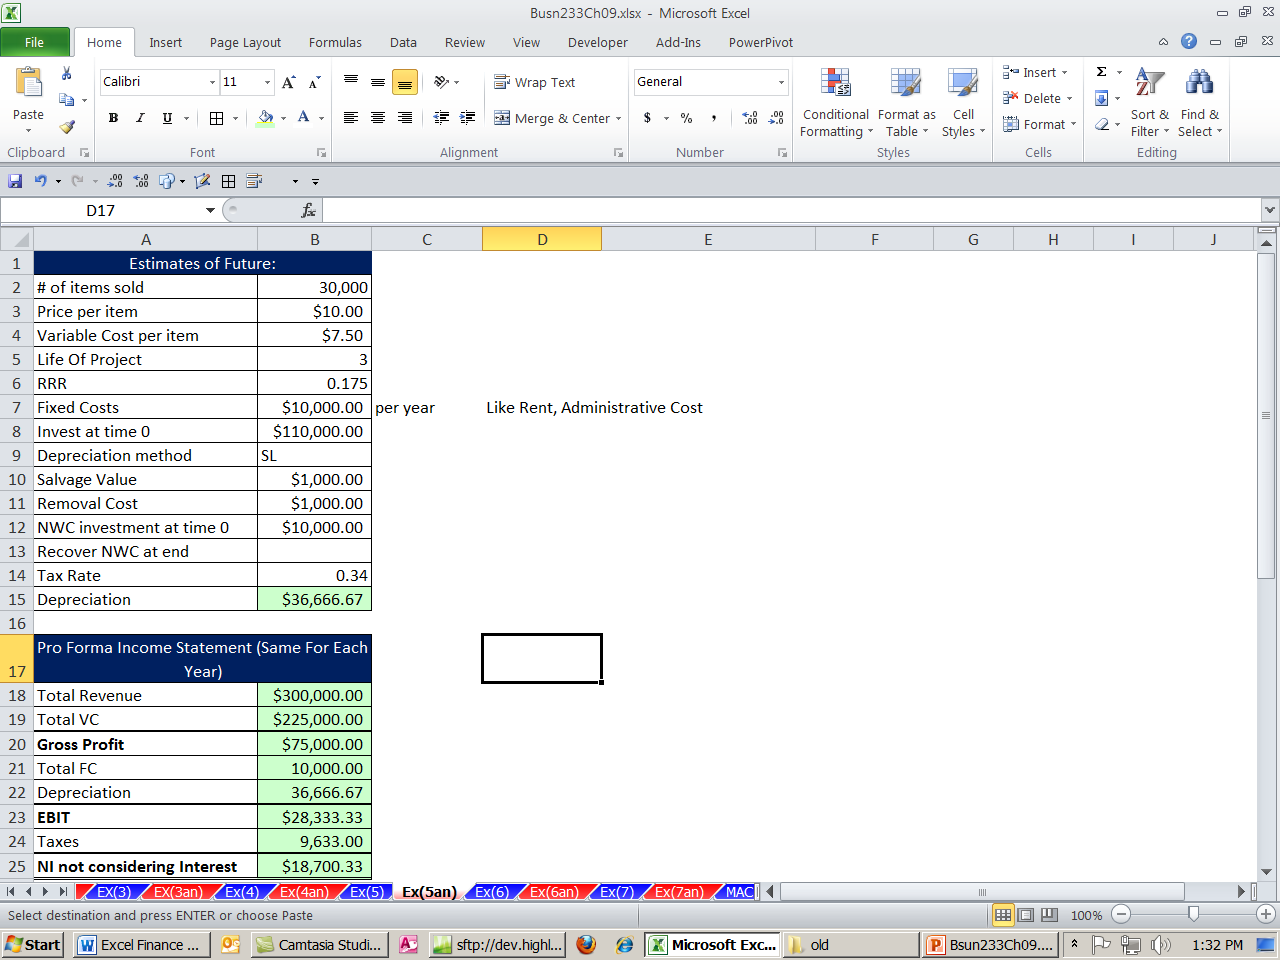 Busn233Ch09.xlsx - Microsoft Excel
File Home Insert Page Layout Formulas Data Review View Developer Add-Ins PowerPivot
Calibri 11 Wrap Text General Insert Σ
Paste Delete
B I U Merge & Center $ % , Conditional Formatting Format as Table Cell Styles Format Sort & Filter Find & Select
Clipboard Font Alignment Number Styles Cells Editing
D17 fx
A B C D E F G H I J
1 Estimates of Future:
2 # of items sold 30,000
3 Price per item $10.00
4 Variable Cost per item $7.50
5 Life Of Project 3
6 RRR 0.175
7 Fixed Costs $10,000.00 per year Like Rent, Administrative Cost
8 Invest at time 0 $110,000.00
9 Depreciation method SL
10 Salvage Value $1,000.00
11 Removal Cost $1,000.00
12 NWC investment at time 0 $10,000.00
13 Recover NWC at end
14 Tax Rate 0.34
15 Depreciation $36,666.67
16
Pro Forma Income Statement (Same For Each
17 Year)
18 Total Revenue $300,000.00
19 Total VC $225,000.00
20 Gross Profit $75,000.00
21 Total FC 10,000.00
22 Depreciation 36,666.67
23 EBIT $28,333.33
24 Taxes 9,633.00
25 NI not considering Interest $18,700.33
EX(3) EX(3an) Ex(4) Ex(4an) Ex(5) Ex(5an) Ex(6) Ex(6an) Ex(7) Ex(7an) MAC
Select destination and press ENTER or choose Paste 100%
Start Excel Finance ... Camtasia Studi... sftp://dev.highl... Microsoft Exc... old Bsun233Ch09.... 1:32 PM